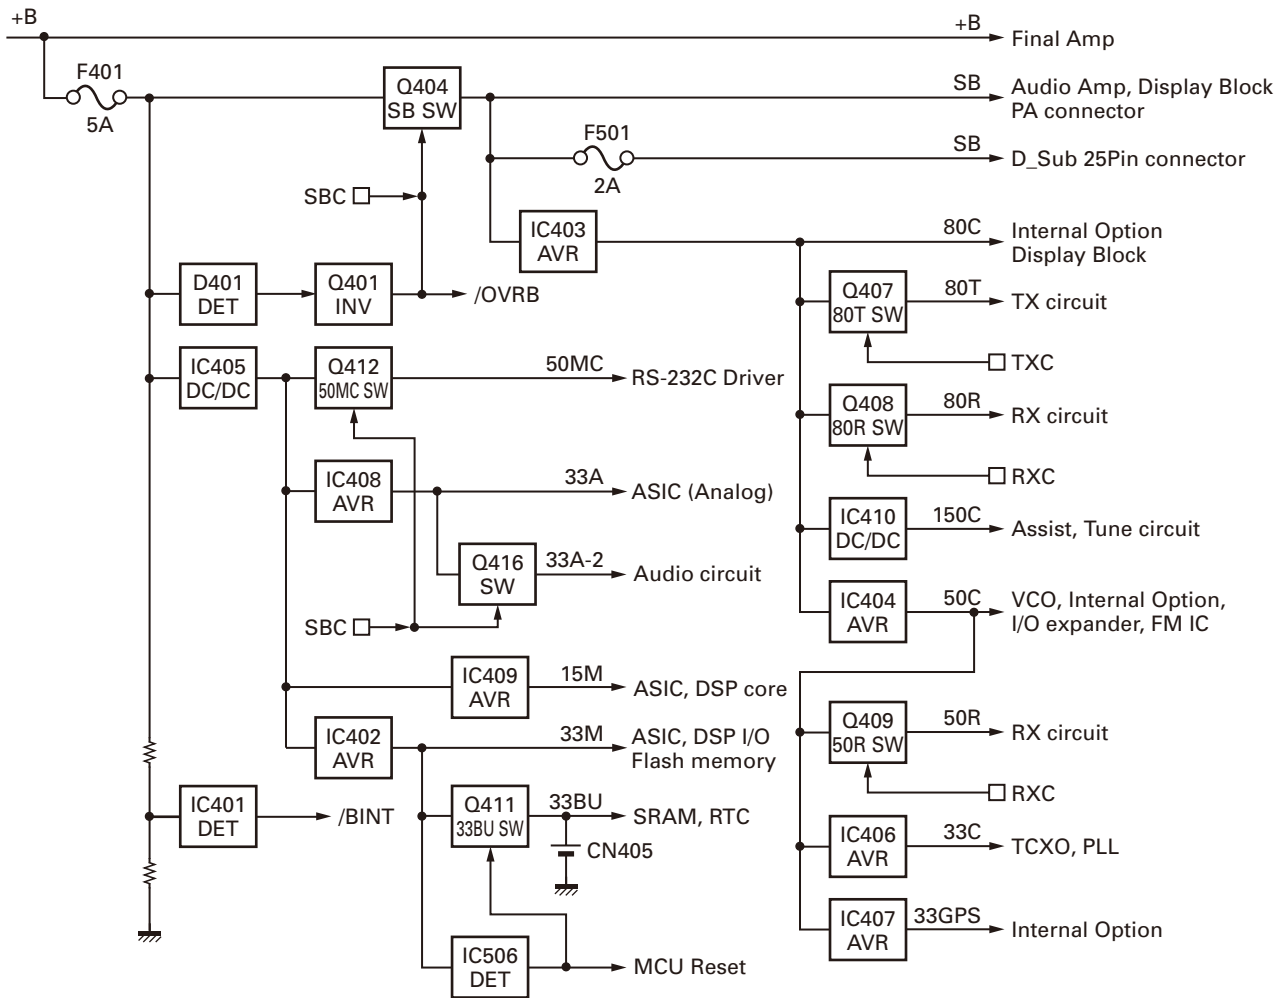 +B
+B
Final Amp
F401
5A
Q404
SB SW
SB
Audio Amp, Display Block
PA connector
F501
2A
SB
D_Sub 25Pin connector
SBC
IC403
AVR
80C
Internal Option
Display Block
D401
DET
Q401
INV
/OVRB
Q407
80T SW
80T
TX circuit
TXC
IC405
DC/DC
Q412
50MC SW
50MC
RS-232C Driver
Q408
80R SW
80R
RX circuit
RXC
IC408
AVR
33A
ASIC (Analog)
IC410
DC/DC
150C
Assist, Tune circuit
Q416
SW
33A-2
Audio circuit
SBC
IC404
AVR
50C
VCO, Internal Option,
I/O expander, FM IC
IC409
AVR
15M
ASIC, DSP core
Q409
50R SW
50R
RX circuit
RXC
IC402
AVR
33M
ASIC, DSP I/O
Flash memory
IC401
DET
/BINT
Q411
33BU SW
33BU
SRAM, RTC
CN405
IC406
AVR
33C
TCXO, PLL
IC407
AVR
33GPS
Internal Option
IC506
DET
MCU Reset